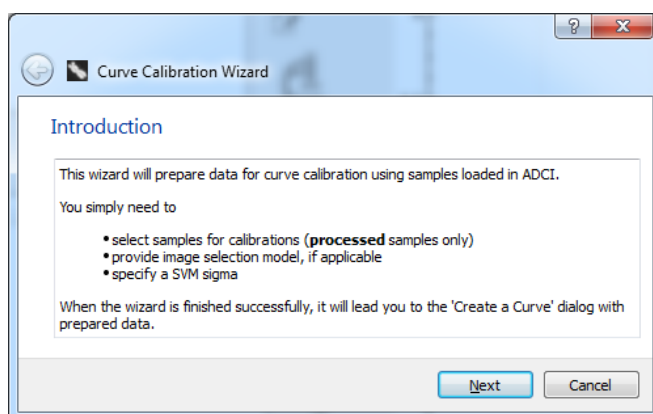 Curve Calibration Wizard
Introduction
This wizard will prepare data for curve calibration using samples loaded in ADCI.
You simply need to
• select samples for calibrations (processed samples only)
• provide image selection model, if applicable
• specify a SVM sigma
When the wizard is finished successfully, it will lead you to the 'Create a Curve' dialog with
prepared data.
Next
Cancel